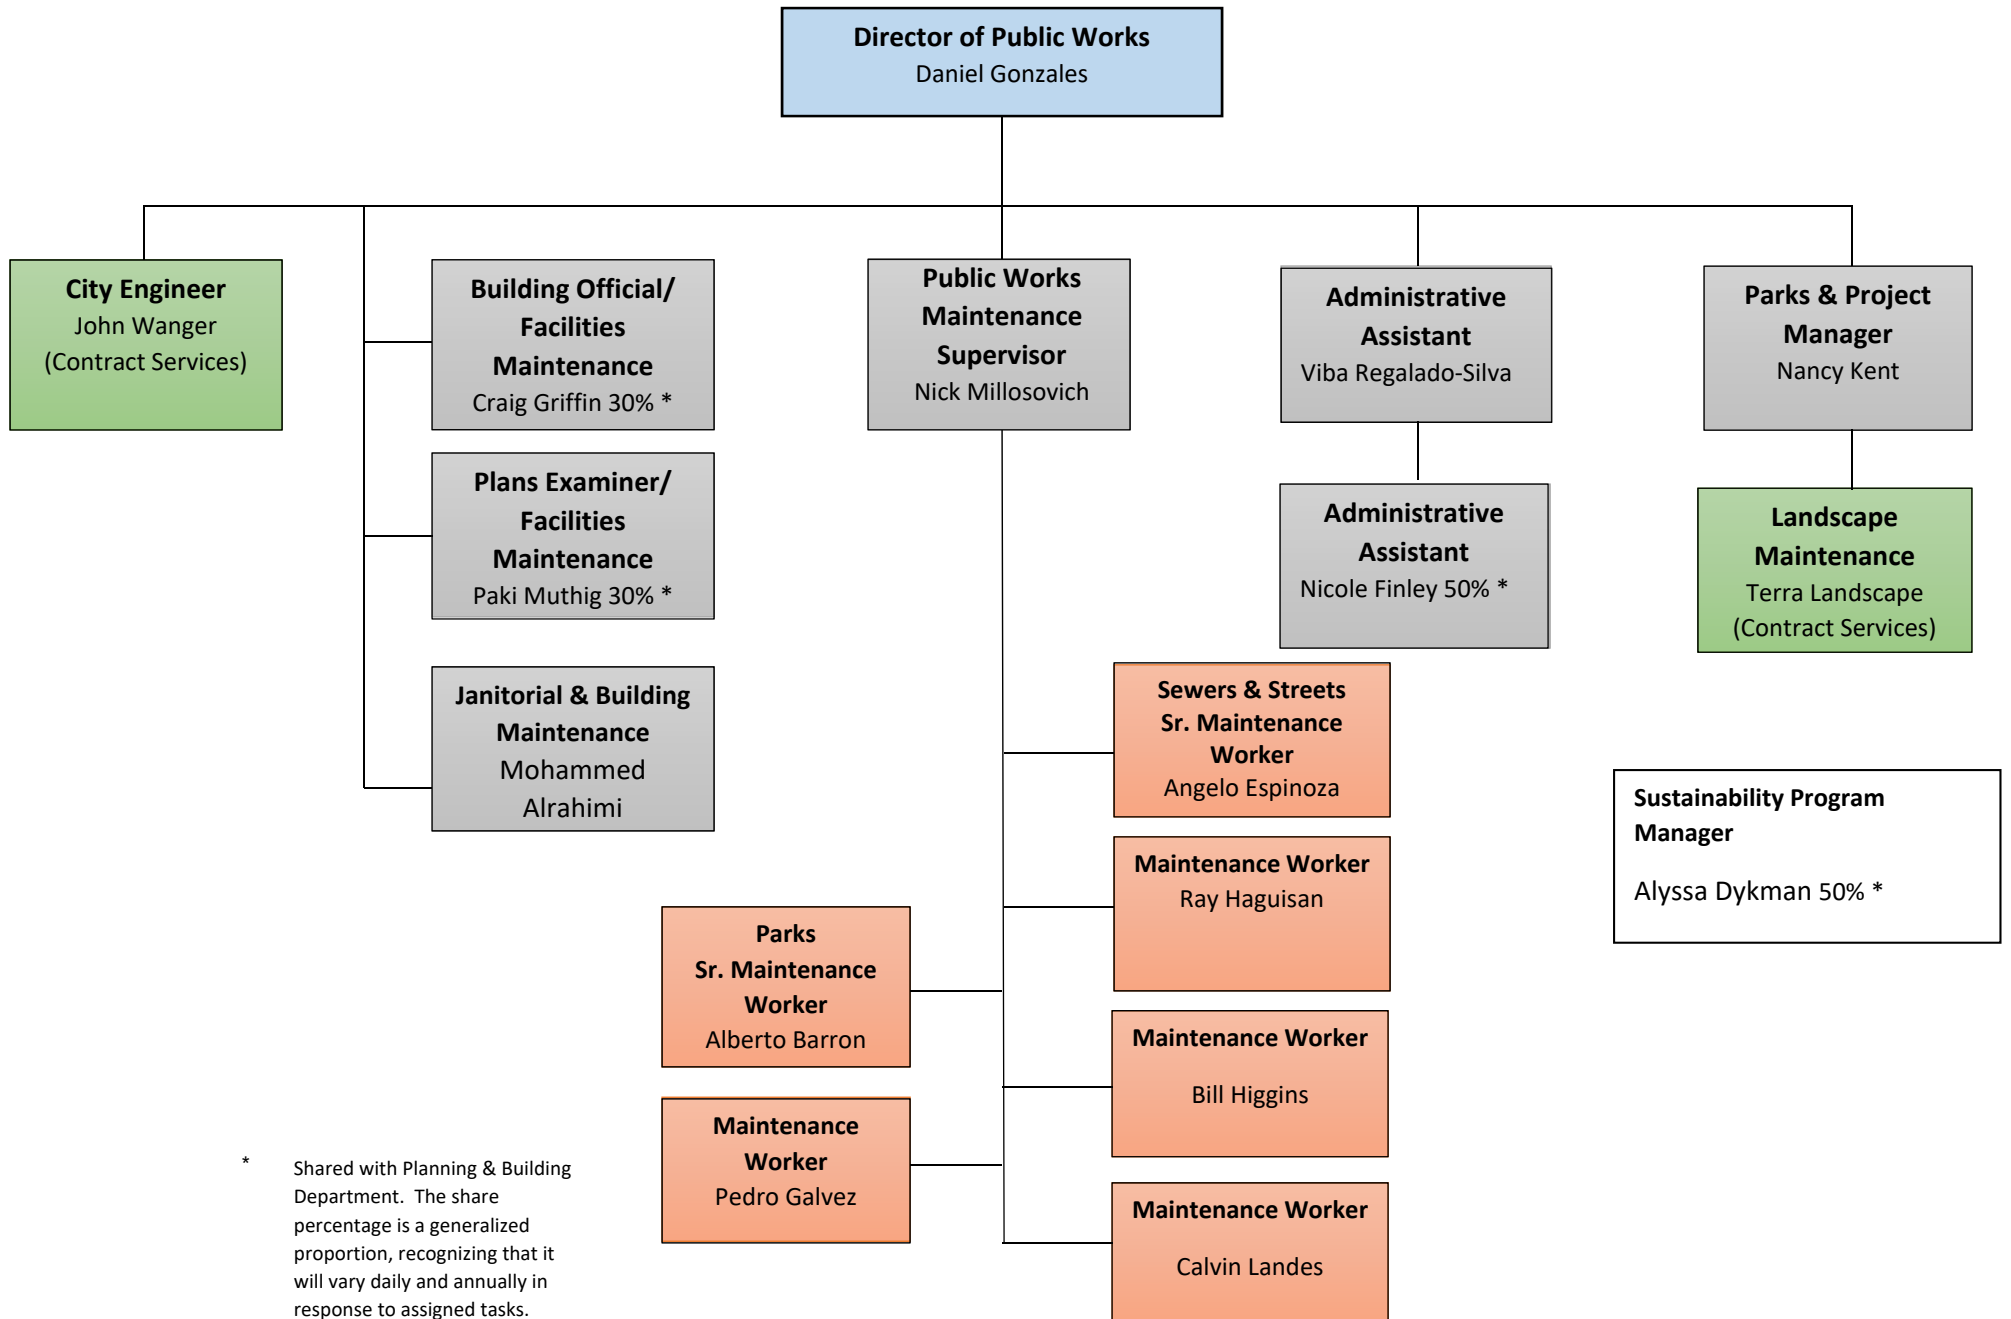 Director of Public Works
Daniel Gonzales
City Engineer
John Wanger
(Contract Services)
Building Official/
Facilities
Maintenance
Craig Griffin 30% *
Plans Examiner/
Facilities
Maintenance
Paki Muthig 30% *
Janitorial & Building
Maintenance
Mohammed
Alrahimi
Public Works
Maintenance
Supervisor
Nick Millosovich
Administrative
Assistant
Viba Regalado-Silva
Administrative
Assistant
Nicole Finley 50% *
Parks & Project
Manager
Nancy Kent
Landscape
Maintenance
Terra Landscape
(Contract Services)
Sewers & Streets
Sr. Maintenance
Worker
Angelo Espinoza
Maintenance Worker
Ray Haguisan
Parks
Sr. Maintenance
Worker
Alberto Barron
Maintenance Worker
Bill Higgins
Maintenance
Worker
Pedro Galvez
Maintenance Worker
Calvin Landes
Sustainability Program
Manager
Alyssa Dykman 50% *
* Shared with Planning & Building
Department. The share
percentage is a generalized
proportion, recognizing that it
will vary daily and annually in
response to assigned tasks.